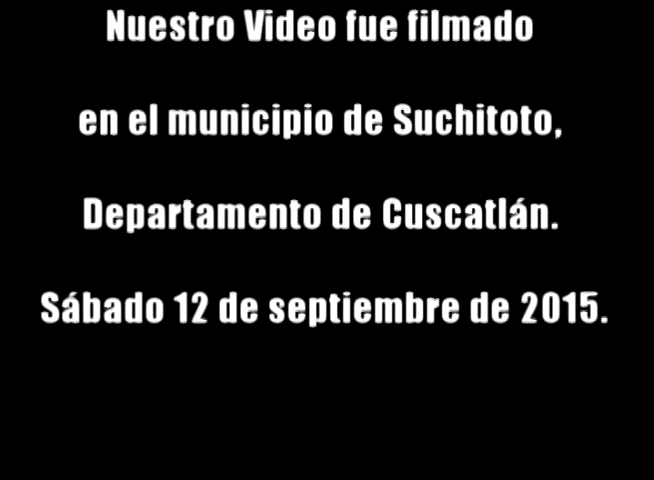 Nuestro Video fue filmado
en el municipio de Suchitoto,
Departamento de Cuscatlán.
Sábado 12 de septiembre de 2015.